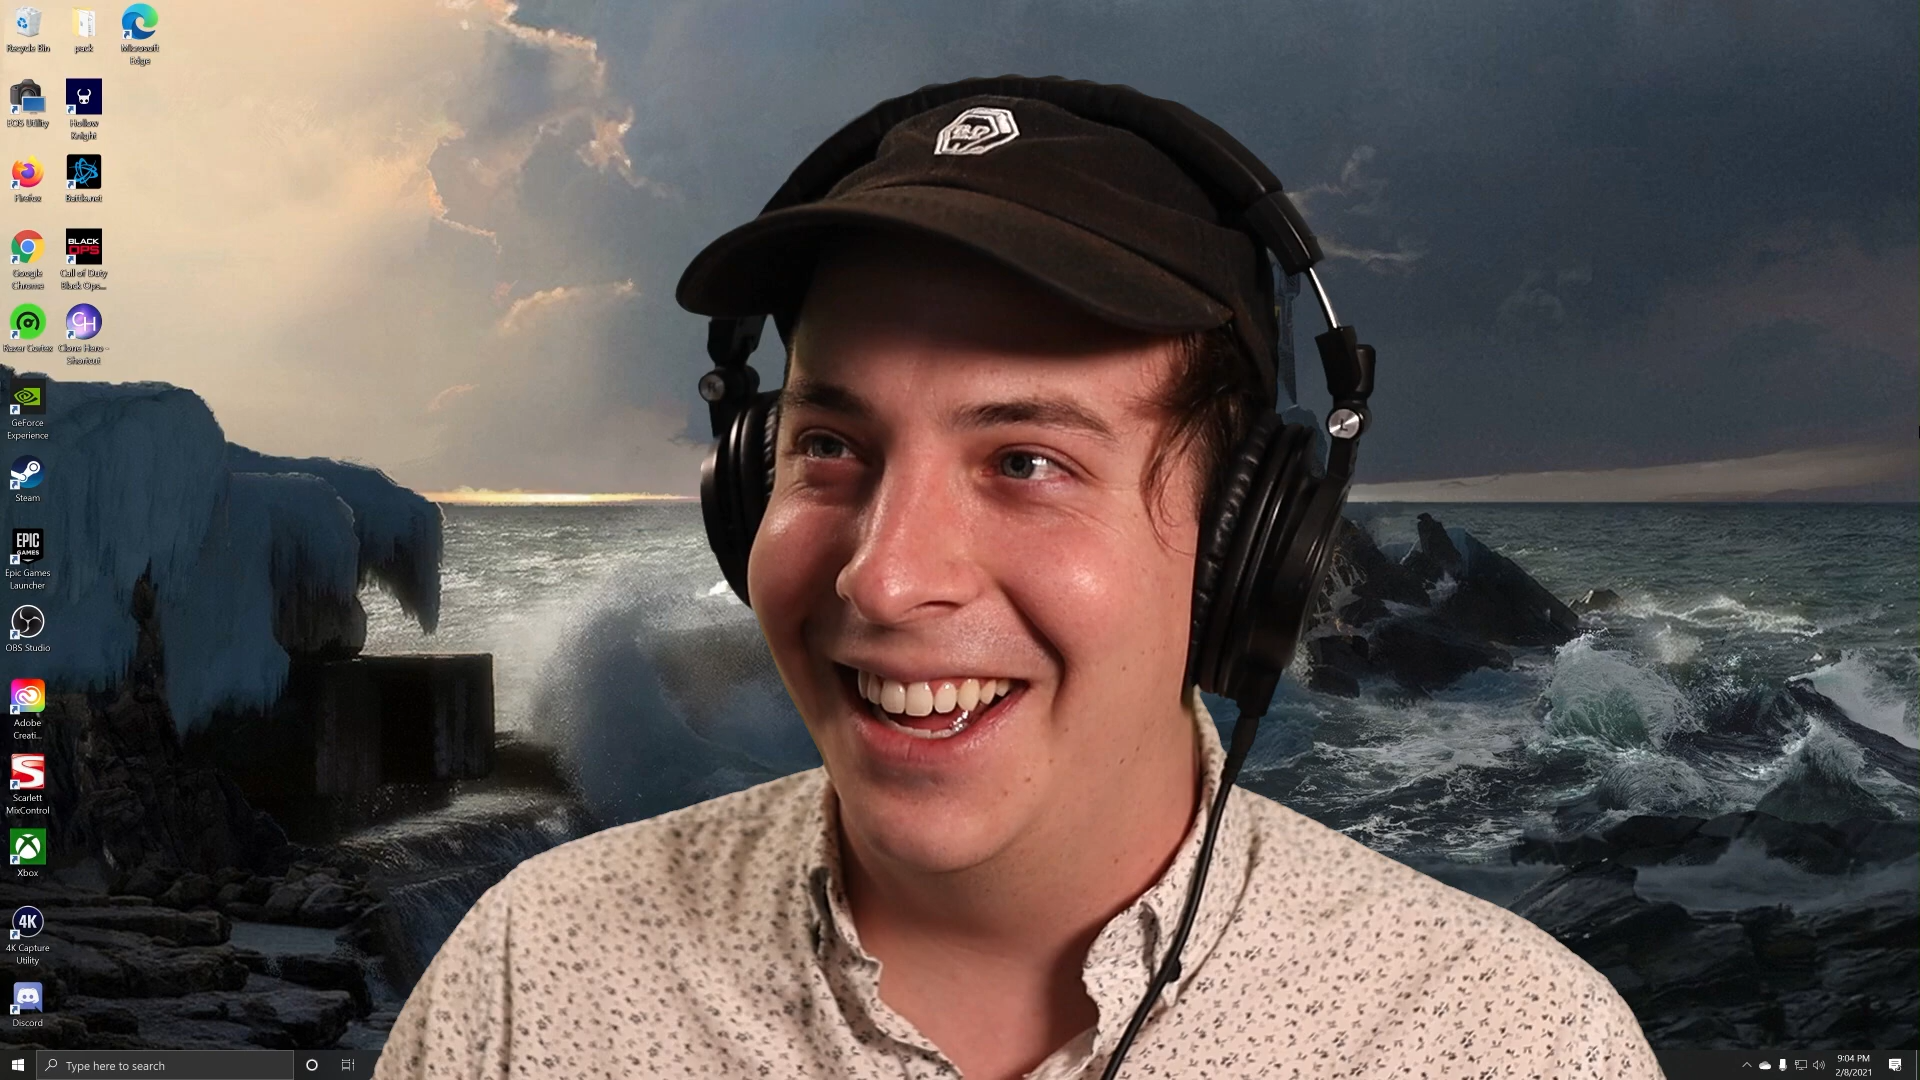 Recycle Bin
pack
Microsoft
Edge
EOS Utility
Hollow
Knight
Firefox
Battle.net
Google
Chrome
BLACK
OPS
Call of Duty
Black Ops...
Razer Cortex
CH
Clone Hero -
Shortcut
GeForce
Experience
Steam
EPIC
GAMES
Epic Games
Launcher
OBS Studio
Adobe
Creati...
Scarlett
MixControl
Xbox
4K
4K Capture
Utility
Discord
L
Type here to search
9:04 PM
2/8/2021